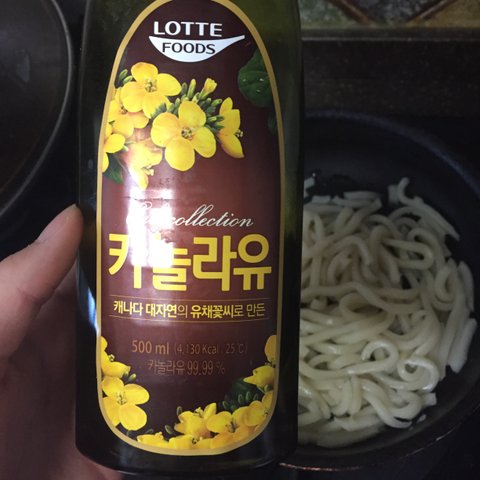 LOTTE
FOODS
collection
카놀라유
캐나다 대자연의 유채꽃씨로 만든
500 ml (4,130 Kcal / 25℃)
카놀라유 99.99%